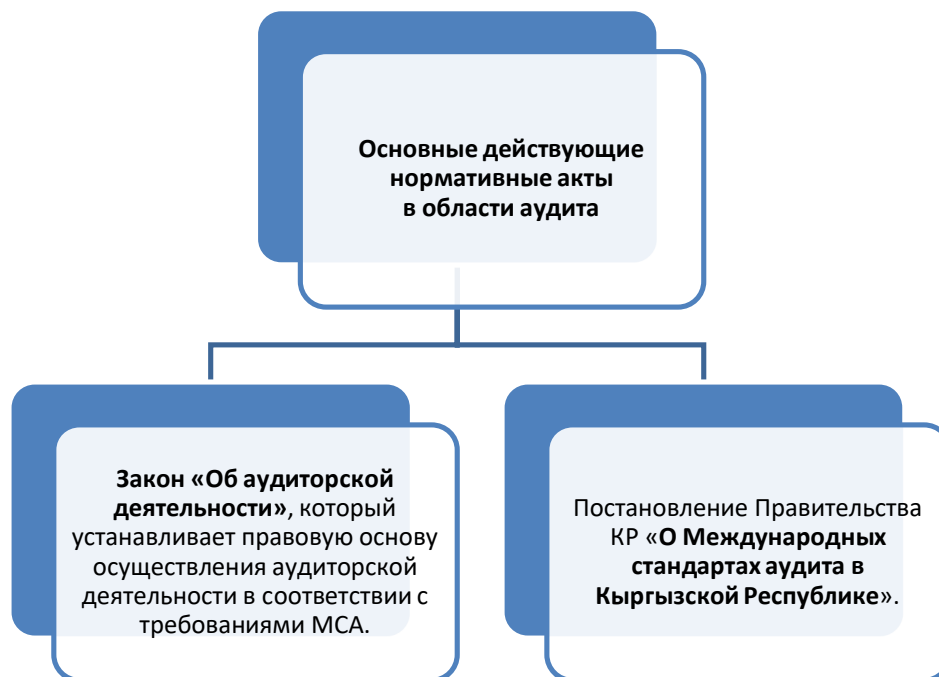 Основные действующие
нормативные акты
в области аудита
Закон «Об аудиторской
деятельности», который
устанавливает правовую основу
осуществления аудиторской
деятельности в соответствии с
требованиями МСА.
Постановление Правительства
КР «О Международных
стандартах аудита в
Кыргызской Республике».